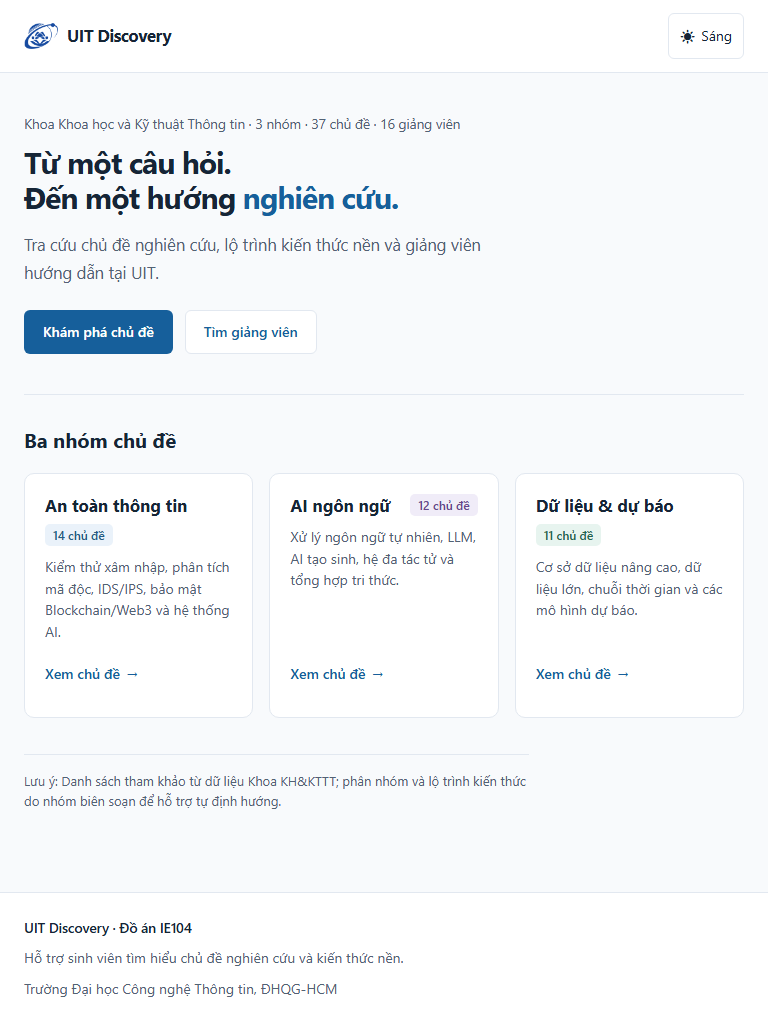 UIT Discovery
Sáng
Khoa Khoa học và Kỹ thuật Thông tin · 3 nhóm · 37 chủ đề · 16 giảng viên
Từ một câu hỏi.
Đến một hướng nghiên cứu.
Tra cứu chủ đề nghiên cứu, lộ trình kiến thức nền và giảng viên
hướng dẫn tại UIT.
Khám phá chủ đề
Tìm giảng viên
Ba nhóm chủ đề
An toàn thông tin
14 chủ đề
Kiểm thử xâm nhập, phân tích
mã độc, IDS/IPS, bảo mật
Blockchain/Web3 và hệ thống
AI.
Xem chủ đề →
AI ngôn ngữ
12 chủ đề
Xử lý ngôn ngữ tự nhiên, LLM,
AI tạo sinh, hệ đa tác tử và
tổng hợp tri thức.
Xem chủ đề →
Dữ liệu & dự báo
11 chủ đề
Cơ sở dữ liệu nâng cao, dữ
liệu lớn, chuỗi thời gian và các
mô hình dự báo.
Xem chủ đề →
Lưu ý: Danh sách tham khảo từ dữ liệu Khoa KH&KTTT; phân nhóm và lộ trình kiến thức
do nhóm biên soạn để hỗ trợ tự định hướng.
UIT Discovery · Đồ án IE104
Hỗ trợ sinh viên tìm hiểu chủ đề nghiên cứu và kiến thức nền.
Trường Đại học Công nghệ Thông tin, ĐHQG-HCM